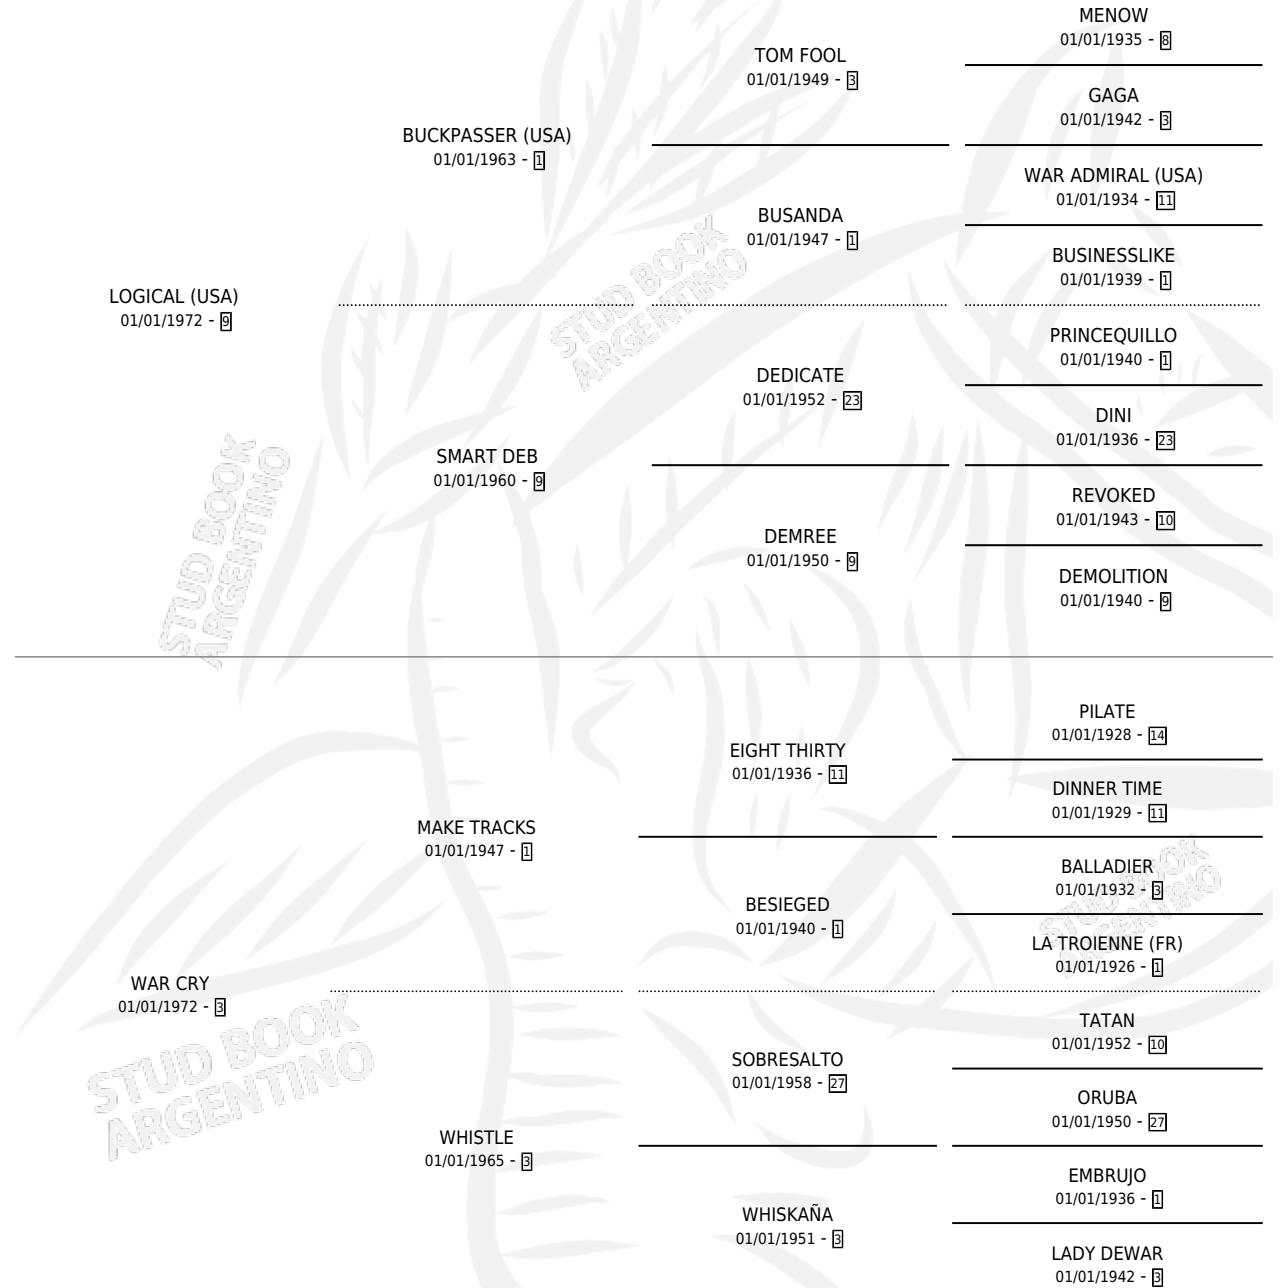 MENOW
01/01/1935 - 8
TOM FOOL
01/01/1949 - 3
GAGA
01/01/1942 - 3
BUCKPASSER (USA)
01/01/1963 - 1
WAR ADMIRAL (USA)
01/01/1934 - 11
BUSANDA
01/01/1947 - 1
BUSINESSLIKE
01/01/1939 - 1
LOGICAL (USA)
01/01/1972 - 9
PRINCEQUILLO
01/01/1940 - 1
DEDICATE
01/01/1952 - 23
DINI
01/01/1936 - 23
SMART DEB
01/01/1960 - 9
REVOKED
01/01/1943 - 10
DEMREE
01/01/1950 - 9
DEMOLITION
01/01/1940 - 9
PILATE
01/01/1928 - 14
EIGHT THIRTY
01/01/1936 - 11
DINNER TIME
01/01/1929 - 11
MAKE TRACKS
01/01/1947 - 1
BALLADIER
01/01/1932 - 3
BESIEGED
01/01/1940 - 1
LA TROIENNE (FR)
01/01/1926 - 1
WAR CRY
01/01/1972 - 3
TATAN
01/01/1952 - 10
SOBRESALTO
01/01/1958 - 27
ORUBA
01/01/1950 - 27
WHISTLE
01/01/1965 - 3
EMBRUJO
01/01/1936 - 1
WHISKAÑA
01/01/1951 - 3
LADY DEWAR
01/01/1942 - 3
STUD BOOK
ARGENTINO
STUD BOOK
ARGENTINO
STUD BOOK
ARGENTINO
STUD BOOK
ARGENTINO